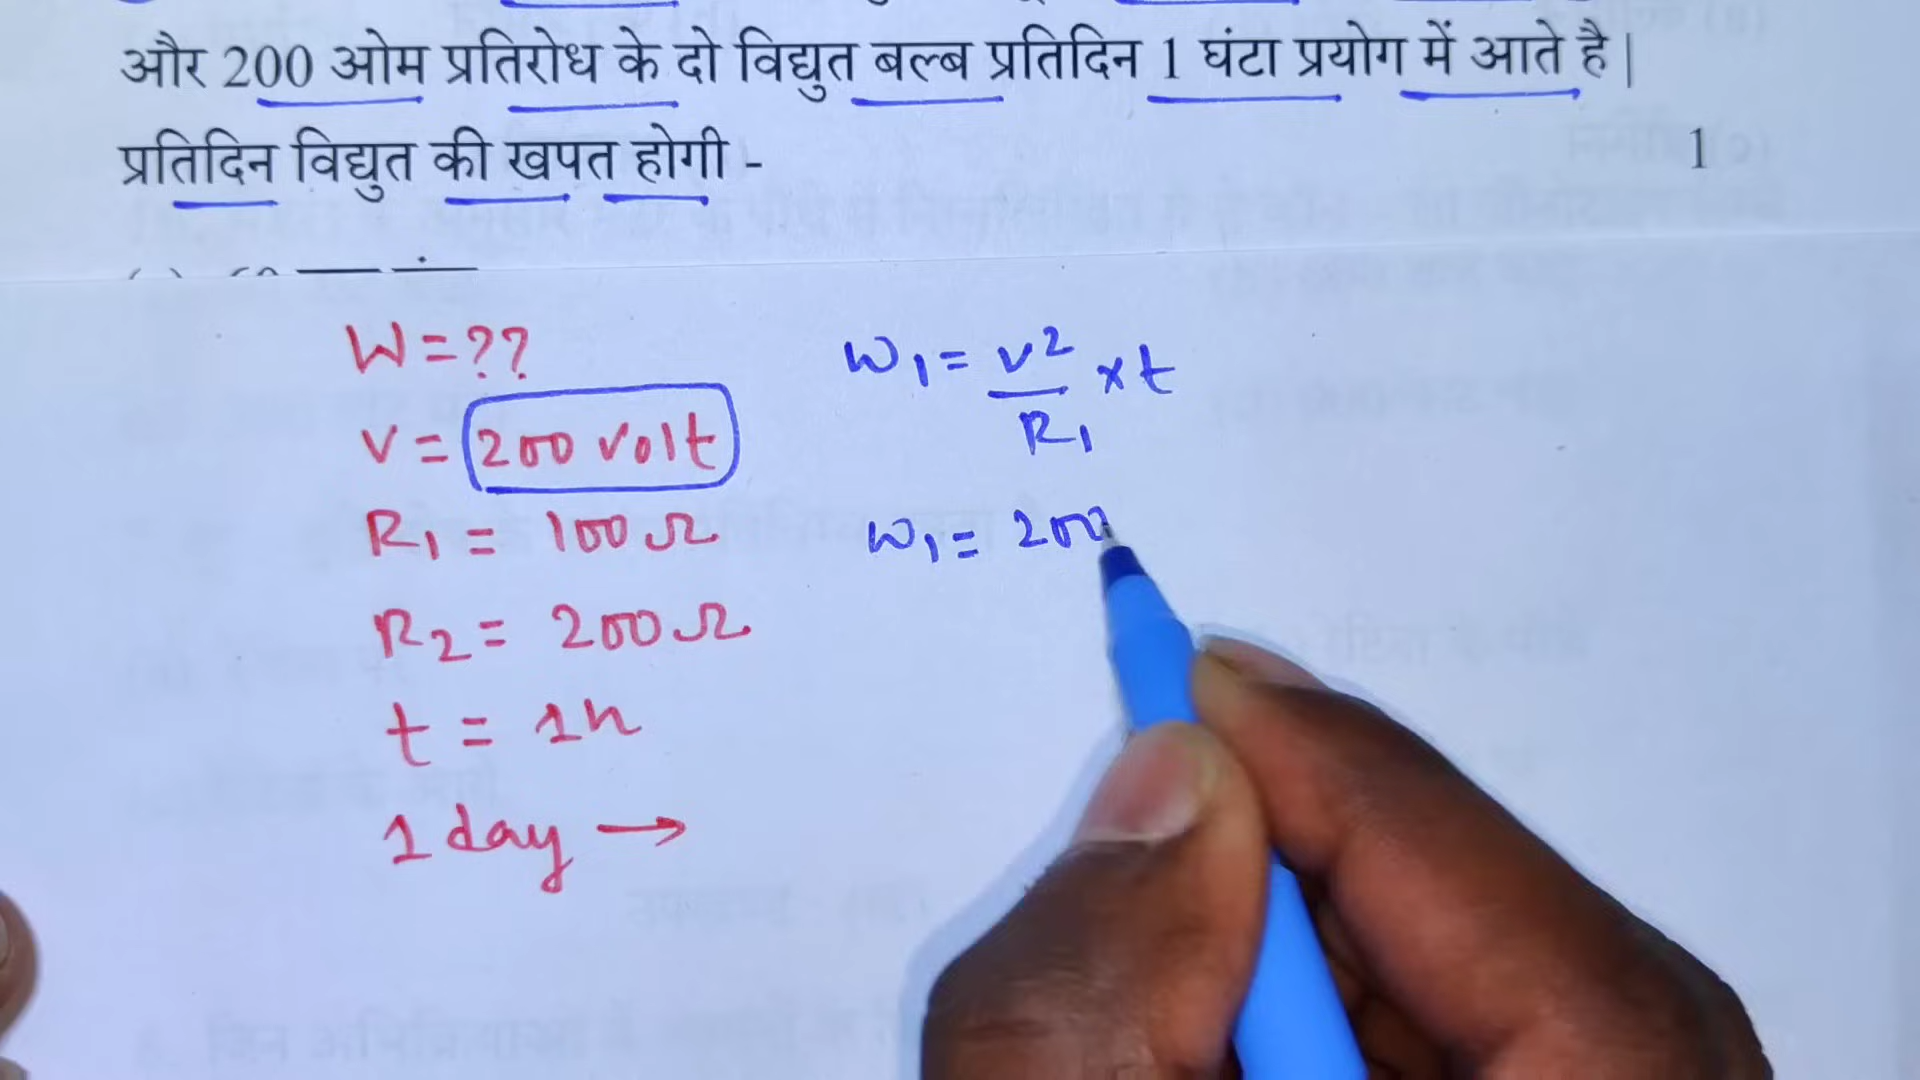 और 200 ओम प्रतिरोध के दो विद्युत बल्ब प्रतिदिन 1 घंटा प्रयोग में आते है |
प्रतिदिन विद्युत की खपत होगी - 1
W = ??
V = 200 volt
R1 = 100 Ω
R2 = 200 Ω
t = 1h
1 day →
W1 = V² / R1 × t
W1 = 200